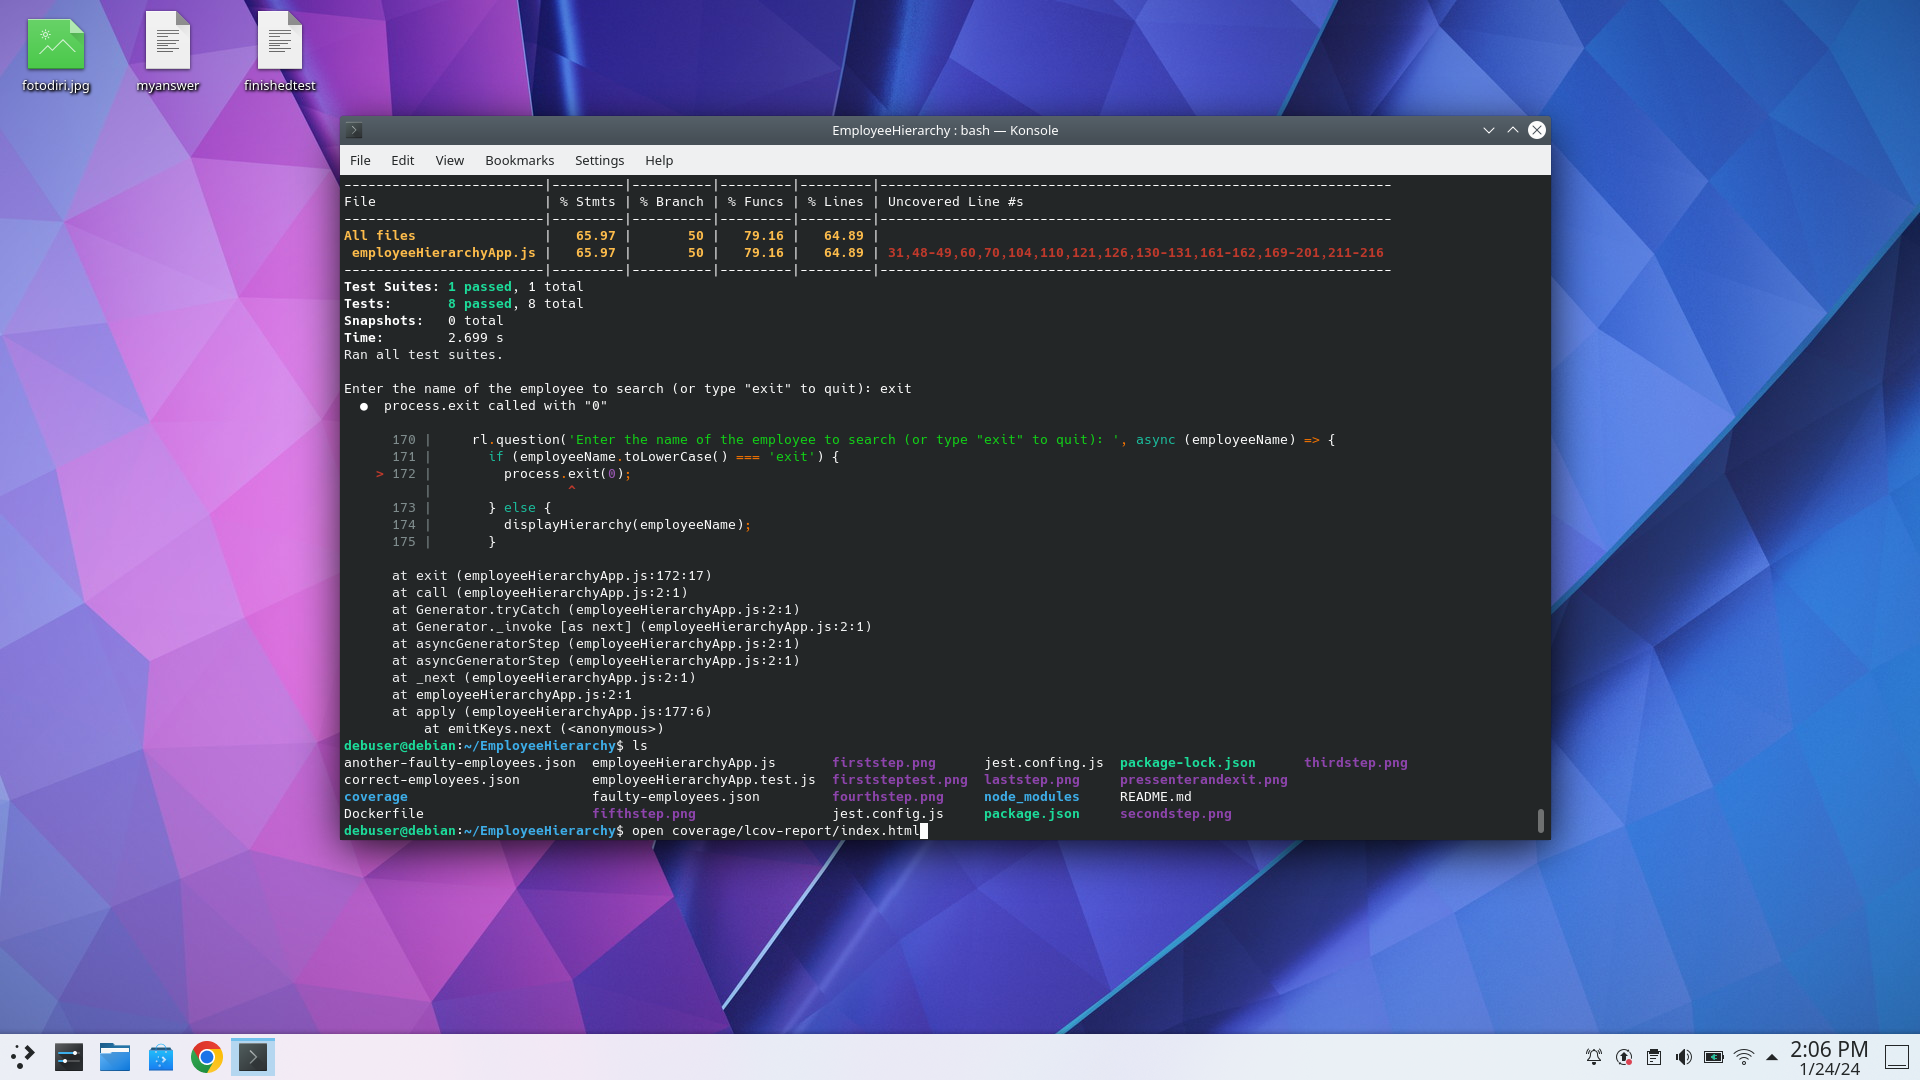 fotodiri.jpg
myanswer
finishedtest
EmployeeHierarchy : bash — Konsole
File Edit View Bookmarks Settings Help
-------------------------|---------|----------|---------|---------|----------------------------------------------------------------
File                     | % Stmts | % Branch | % Funcs | % Lines | Uncovered Line #s
-------------------------|---------|----------|---------|---------|----------------------------------------------------------------
All files                |   65.97 |       50 |   79.16 |   64.89 |
 employeeHierarchyApp.js |   65.97 |       50 |   79.16 |   64.89 | 31,48-49,60,70,104,110,121,126,130-131,161-162,169-201,211-216
-------------------------|---------|----------|---------|---------|----------------------------------------------------------------
Test Suites: 1 passed, 1 total
Tests:       8 passed, 8 total
Snapshots:   0 total
Time:        2.699 s
Ran all test suites.
Enter the name of the employee to search (or type "exit" to quit): exit
  ●  process.exit called with "0"
      170 |     rl.question('Enter the name of the employee to search (or type "exit" to quit): ', async (employeeName) => {
      171 |       if (employeeName.toLowerCase() === 'exit') {
    > 172 |         process.exit(0);
          |                 ^
      173 |       } else {
      174 |         displayHierarchy(employeeName);
      175 |       }
      at exit (employeeHierarchyApp.js:172:17)
      at call (employeeHierarchyApp.js:2:1)
      at Generator.tryCatch (employeeHierarchyApp.js:2:1)
      at Generator._invoke [as next] (employeeHierarchyApp.js:2:1)
      at asyncGeneratorStep (employeeHierarchyApp.js:2:1)
      at asyncGeneratorStep (employeeHierarchyApp.js:2:1)
      at _next (employeeHierarchyApp.js:2:1)
      at employeeHierarchyApp.js:2:1
      at apply (employeeHierarchyApp.js:177:6)
          at emitKeys.next (<anonymous>)
debuser@debian:~/EmployeeHierarchy$ ls
another-faulty-employees.json  employeeHierarchyApp.js       firststep.png      jest.confing.js  package-lock.json      thirdstep.png
correct-employees.json         employeeHierarchyApp.test.js  firststeptest.png  laststep.png     pressenterandexit.png
coverage                       faulty-employees.json         fourthstep.png     node_modules     README.md
Dockerfile                     fifthstep.png                 jest.config.js     package.json     secondstep.png
debuser@debian:~/EmployeeHierarchy$ open coverage/lcov-report/index.html
2:06 PM
1/24/24